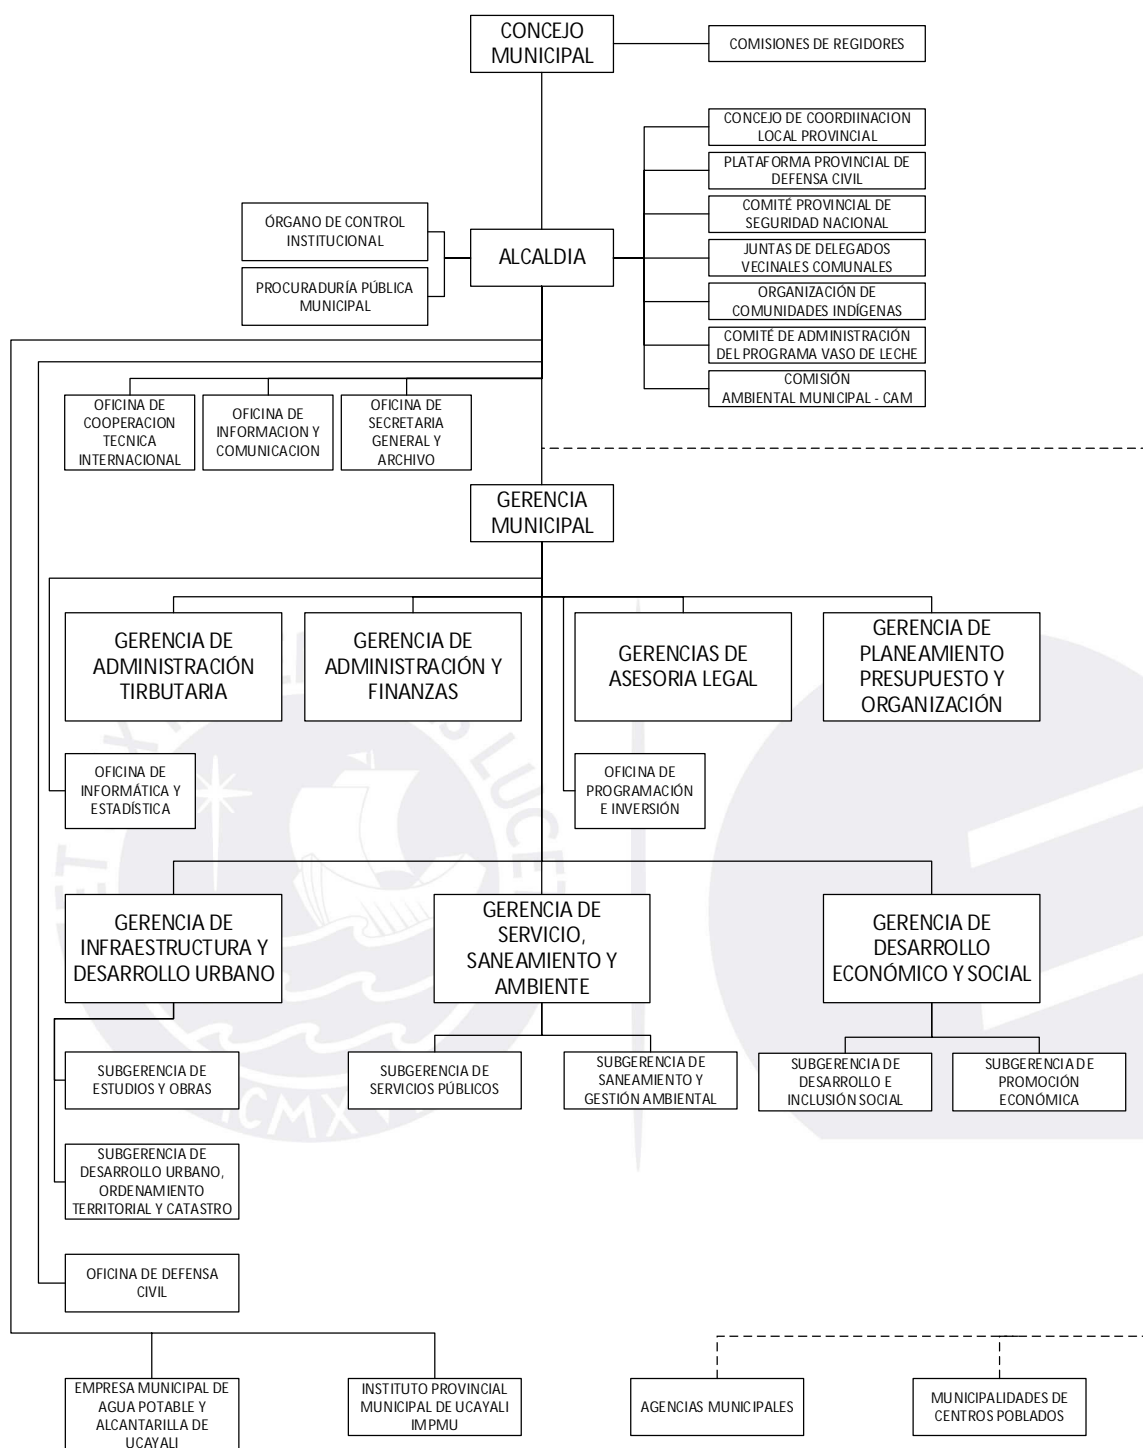 CONCEJO
MUNICIPAL
COMISIONES DE REGIDORES
CONCEJO DE COORDIINACION
LOCAL PROVINCIAL
PLATAFORMA PROVINCIAL DE
DEFENSA CIVIL
COMITÉ PROVINCIAL DE
SEGURIDAD NACIONAL
JUNTAS DE DELEGADOS
VECINALES COMUNALES
ORGANIZACIÓN DE
COMUNIDADES INDÍGENAS
COMITÉ DE ADMINISTRACIÓN
DEL PROGRAMA VASO DE LECHE
COMISIÓN
AMBIENTAL MUNICIPAL - CAM
ÓRGANO DE CONTROL
INSTITUCIONAL
PROCURADURÍA PÚBLICA
MUNICIPAL
ALCALDIA
OFICINA DE
COOPERACION
TECNICA
INTERNACIONAL
OFICINA DE
INFORMACION Y
COMUNICACION
OFICINA DE
SECRETARIA
GENERAL Y
ARCHIVO
GERENCIA
MUNICIPAL
GERENCIA DE
ADMINISTRACIÓN
TIRBUTARIA
GERENCIA DE
ADMINISTRACIÓN Y
FINANZAS
GERENCIAS DE
ASESORIA LEGAL
GERENCIA DE
PLANEAMIENTO
PRESUPUESTO Y
ORGANIZACIÓN
OFICINA DE
INFORMÁTICA Y
ESTADÍSTICA
OFICINA DE
PROGRAMACIÓN
E INVERSIÓN
GERENCIA DE
INFRAESTRUCTURA Y
DESARROLLO URBANO
GERENCIA DE
SERVICIO,
SANEAMIENTO Y
AMBIENTE
GERENCIA DE
DESARROLLO
ECONÓMICO Y SOCIAL
SUBGERENCIA DE
ESTUDIOS Y OBRAS
SUBGERENCIA DE
SERVICIOS PÚBLICOS
SUBGERENCIA DE
SANEAMIENTO Y
GESTIÓN AMBIENTAL
SUBGERENCIA DE
DESARROLLO E
INCLUSIÓN SOCIAL
SUBGERENCIA DE
PROMOCIÓN
ECONÓMICA
SUBGERENCIA DE
DESARROLLO URBANO,
ORDENAMIENTO
TERRITORIAL Y CATASTRO
OFICINA DE DEFENSA
CIVIL
EMPRESA MUNICIPAL DE
AGUA POTABLE Y
ALCANTARILLA DE
UCAYALI
INSTITUTO PROVINCIAL
MUNICIPAL DE UCAYALI
IMPMU
AGENCIAS MUNICIPALES
MUNICIPALIDADES DE
CENTROS POBLADOS